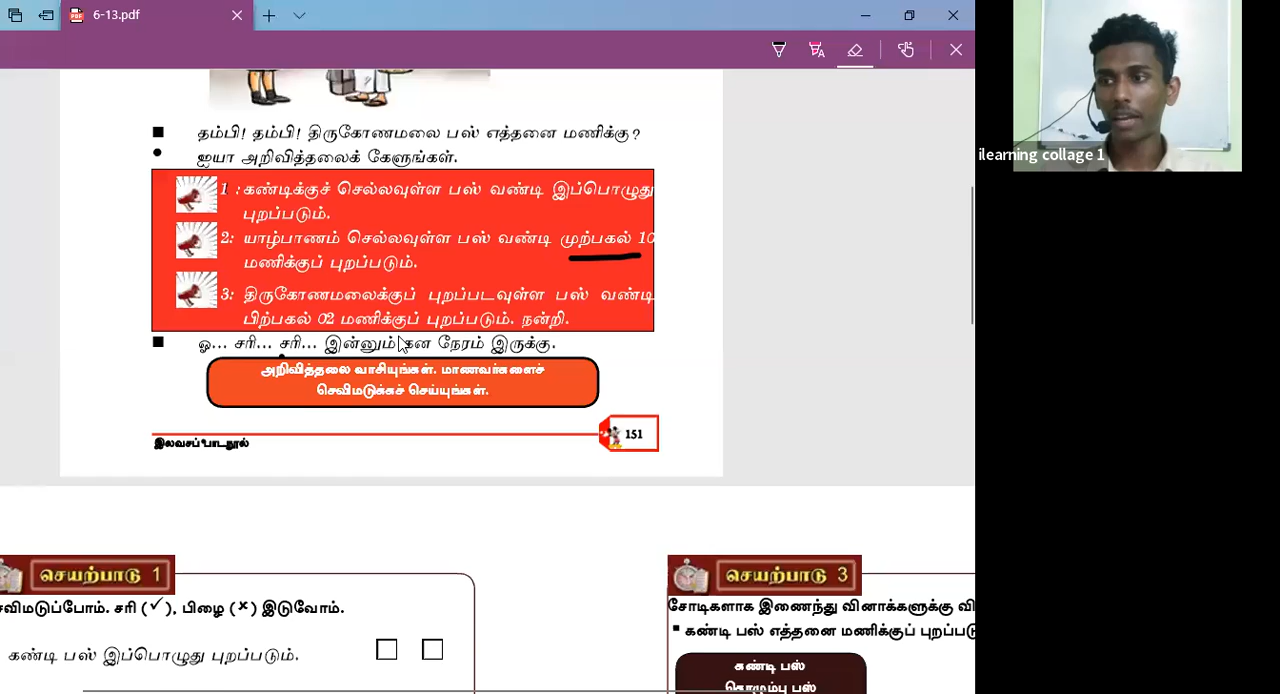 6-13.pdf
தம்பி! தம்பி! திருகோணமலை பஸ் எத்தனை மணிக்கு?
ஐயா அறிவித்தலைக் கேளுங்கள்.
1 : கண்டிக்குச் செல்லவுள்ள பஸ் வண்டி இப்பொழுது
புறப்படும்.
2: யாழ்பாணம் செல்லவுள்ள பஸ் வண்டி முற்பகல் 10
மணிக்குப் புறப்படும்.
3: திருகோணமலைக்குப் புறப்படவுள்ள பஸ் வண்டி
பிற்பகல் 02 மணிக்குப் புறப்படும். நன்றி.
ஓ... சரி... சரி... இன்னும் கன நேரம் இருக்கு.
அறிவித்தலை வாசியுங்கள். மாணவர்களைச்
செவிமடுக்கச் செய்யுங்கள்.
இலவசப் பாடநூல்
151
ilearning collage 1
செயற்பாடு 1
செவிமடுப்போம். சரி (✓), பிழை (×) இடுவோம்.
கண்டி பஸ் இப்பொழுது புறப்படும்.
செயற்பாடு 3
சோடிகளாக இணைந்து வினாக்களுக்கு
கண்டி பஸ் எத்தனை மணிக்குப்
கண்டி பஸ்
கொழும்பு பஸ்